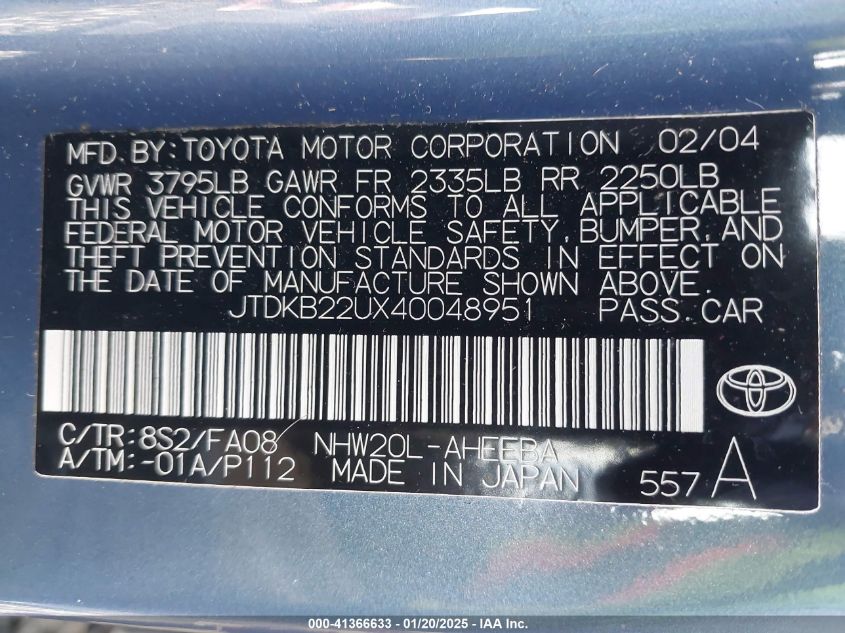 MFD. BY: TOYOTA MOTOR CORPORATION 02/04
GVWR 3795LB GAWR FR 2335LB RR 2250LB
THIS VEHICLE CONFORMS TO ALL APPLICABLE
FEDERAL MOTOR VEHICLE SAFETY, BUMPER, AND
THEFT PREVENTION STANDARDS IN EFFECT ON
THE DATE OF MANUFACTURE SHOWN ABOVE.
JTDKB22UX40048951 PASS. CAR
C/TR: 8S2/FA08 NHW20L-AHEEBA
A/TM: -01A/P112 MADE IN JAPAN 557 A
000-41366633 - 01/20/2025 - IAA Inc.